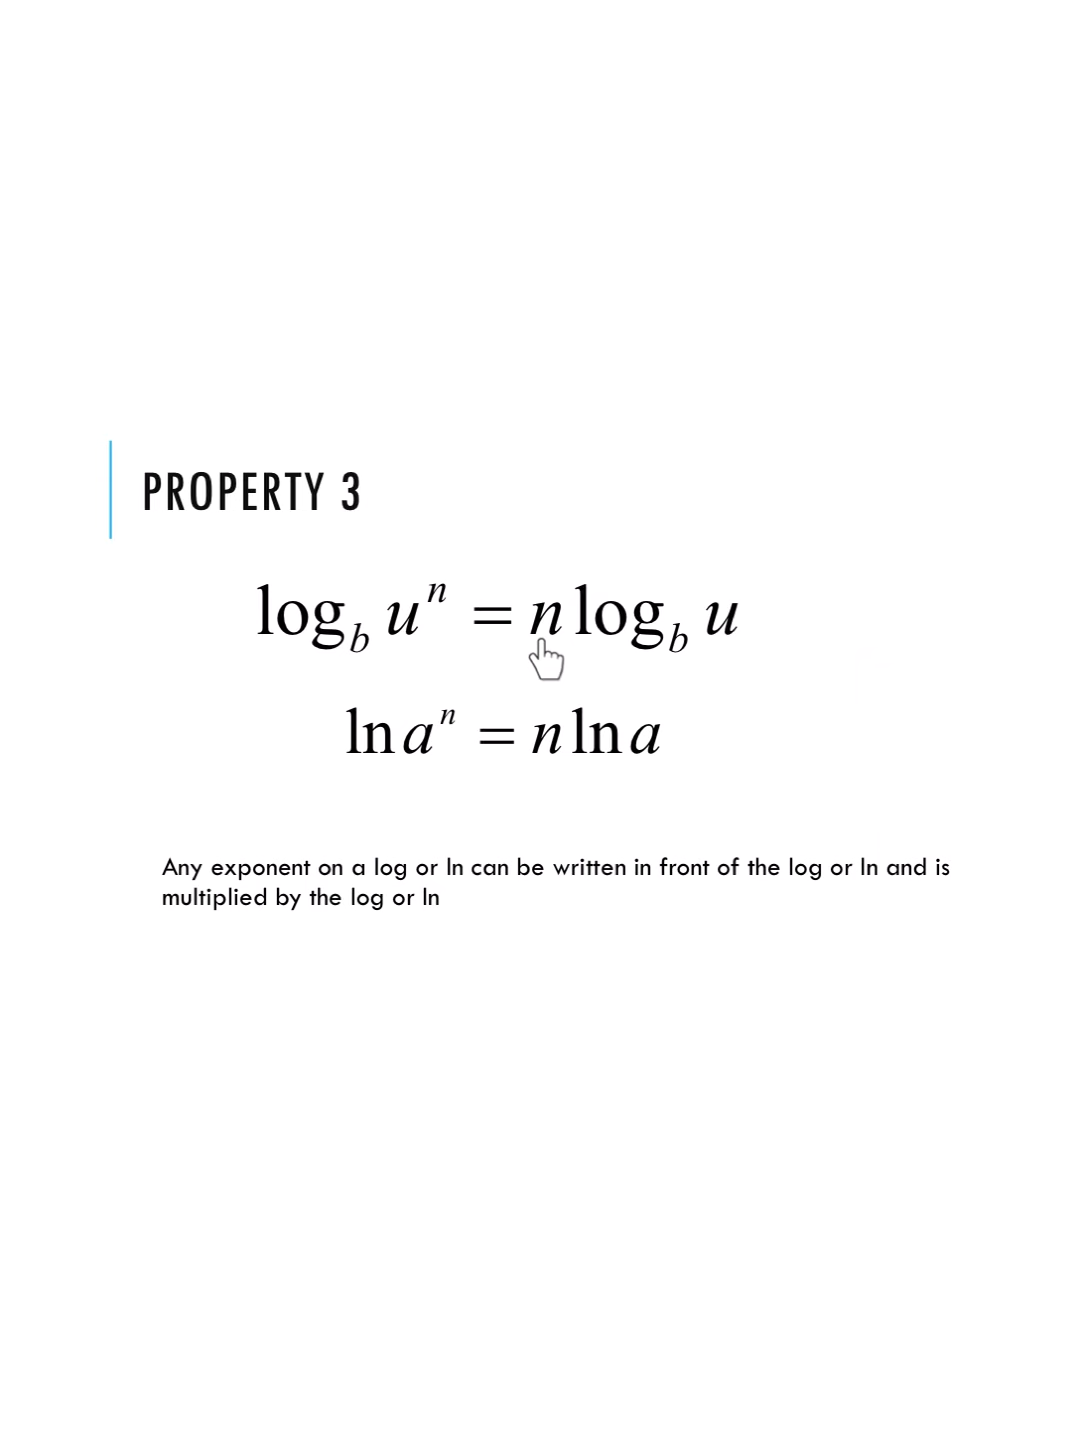 PROPERTY 3
log_b u^n = n log_b u
ln a^n = n ln a
Any exponent on a log or ln can be written in front of the log or ln and is
multiplied by the log or ln